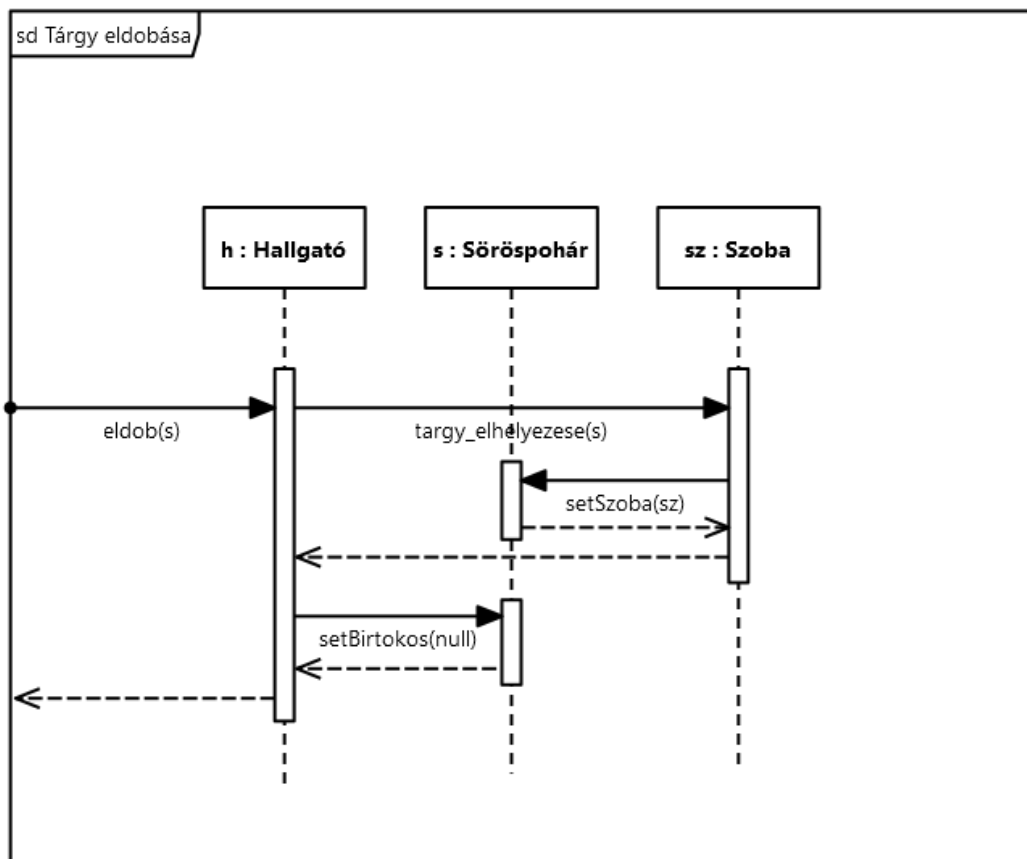 sd Tárgy eldobása
h : Hallgató
s : Söröspohár
sz : Szoba
eldob(s)
targy_elhelyezese(s)
setSzoba(sz)
setBirtokos(null)